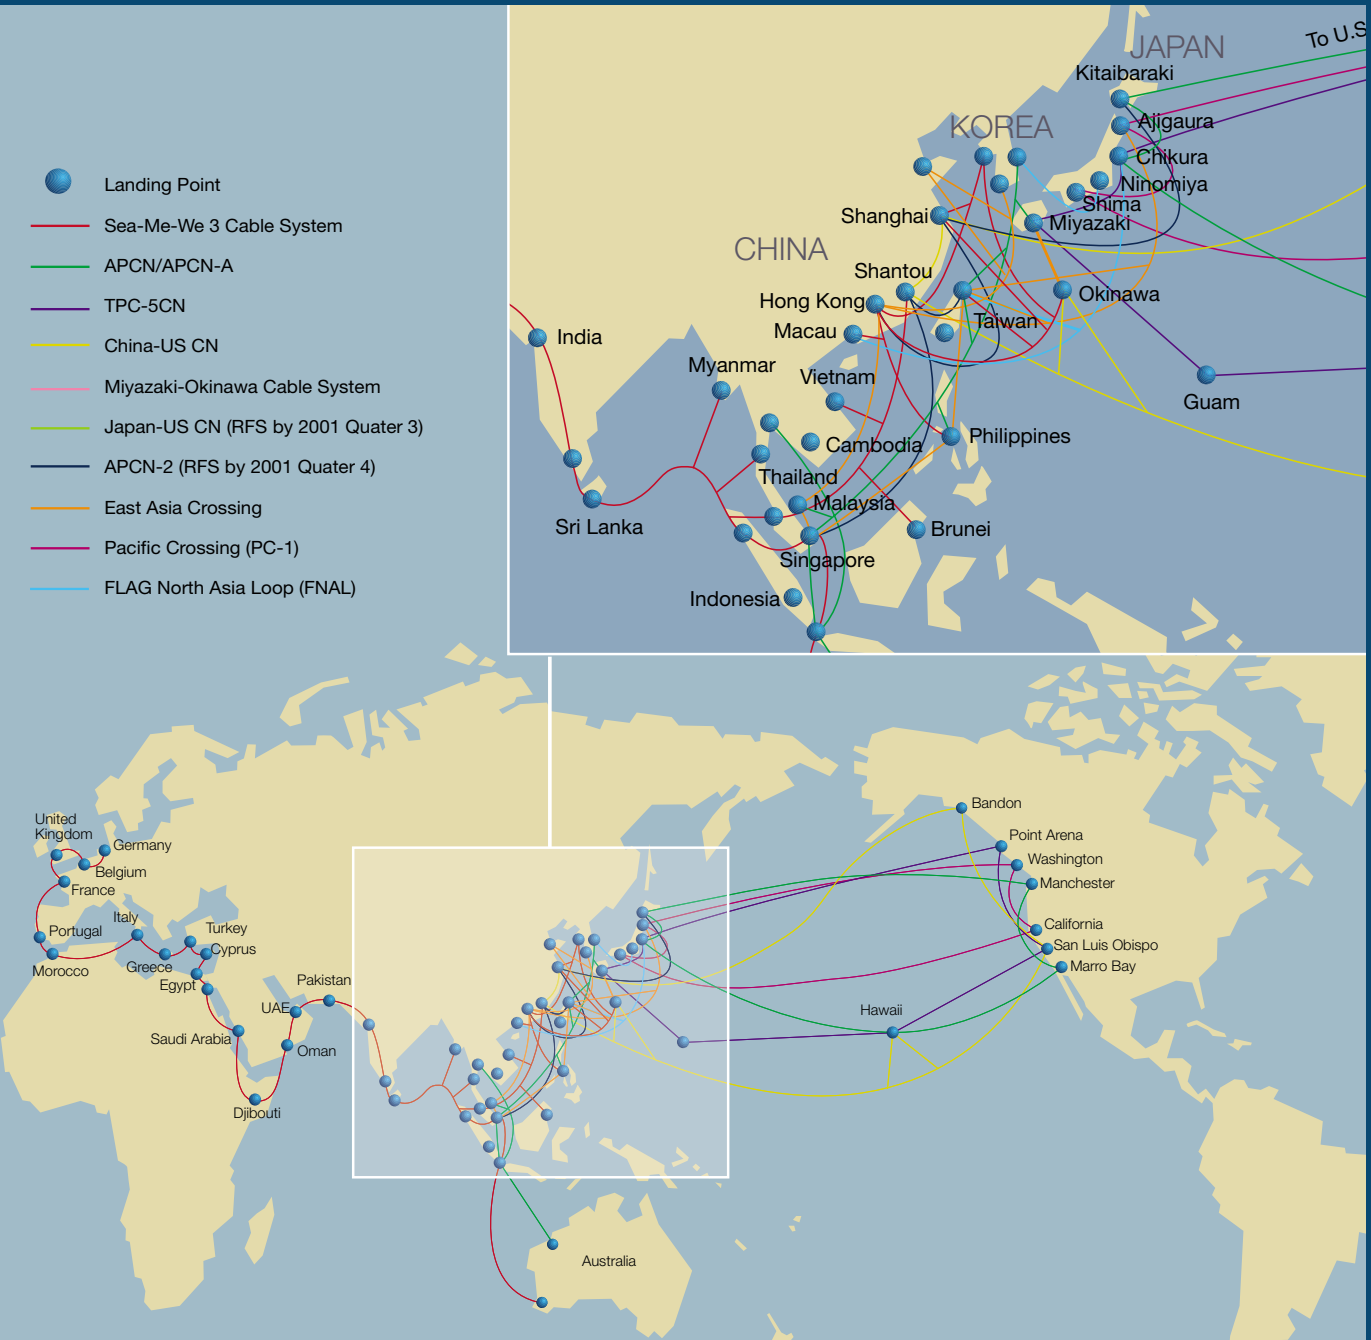 To U.S
JAPAN
Kitaibaraki
KOREA
Ajigaura
Chikura
Ninomiya
Shima
Miyazaki
Shanghai
CHINA
Shantou
Hong Kong
Okinawa
Macau
Taiwan
India
Myanmar
Vietnam
Guam
Philippines
Cambodia
Thailand
Malaysia
Sri Lanka
Brunei
Singapore
Indonesia
Landing Point
Sea-Me-We 3 Cable System
APCN/APCN-A
TPC-5CN
China-US CN
Miyazaki-Okinawa Cable System
Japan-US CN (RFS by 2001 Quater 3)
APCN-2 (RFS by 2001 Quater 4)
East Asia Crossing
Pacific Crossing (PC-1)
FLAG North Asia Loop (FNAL)
United
Kingdom
Germany
Belgium
France
Italy
Portugal
Turkey
Cyprus
Morocco
Greece
Egypt
Pakistan
UAE
Saudi Arabia
Oman
Djibouti
Bandon
Point Arena
Washington
Manchester
California
San Luis Obispo
Marro Bay
Hawaii
Australia